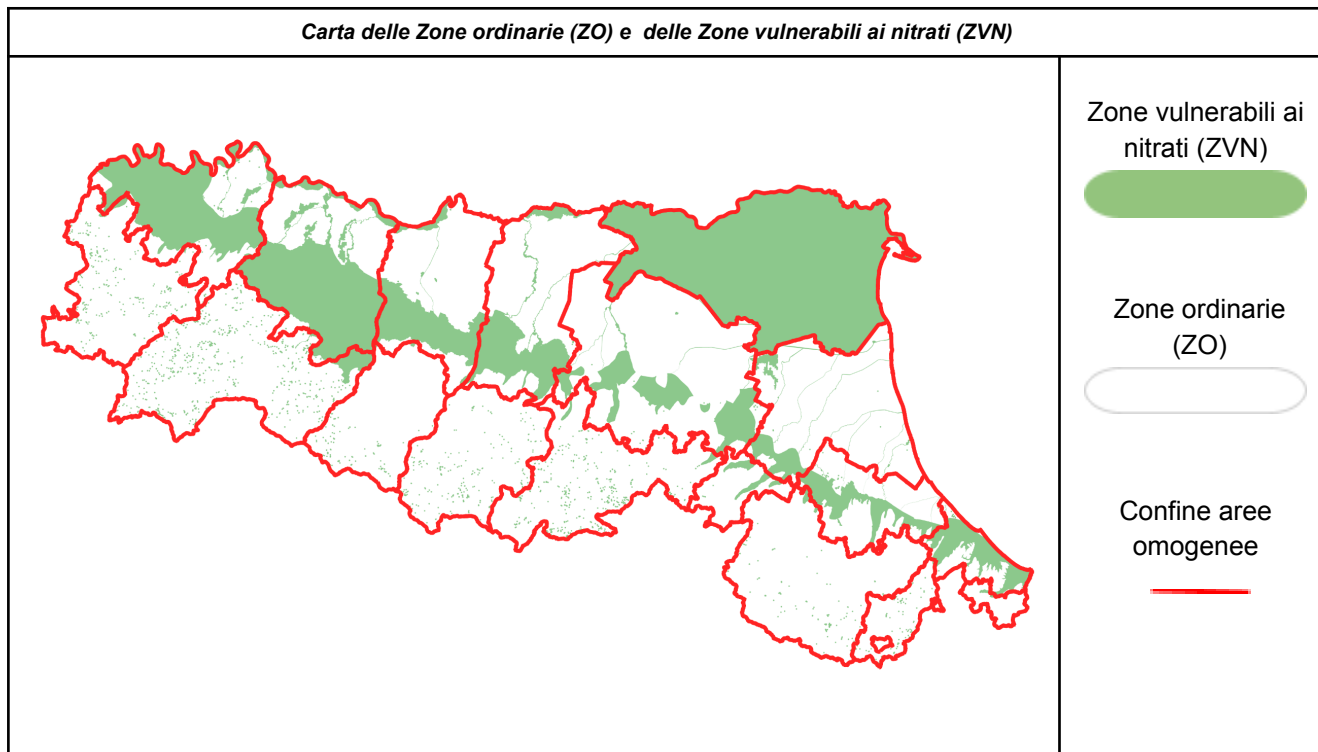 Carta delle Zone ordinarie (ZO) e delle Zone vulnerabili ai nitrati (ZVN)
Zone vulnerabili ai
nitrati (ZVN)
Zone ordinarie
(ZO)
Confine aree
omogenee